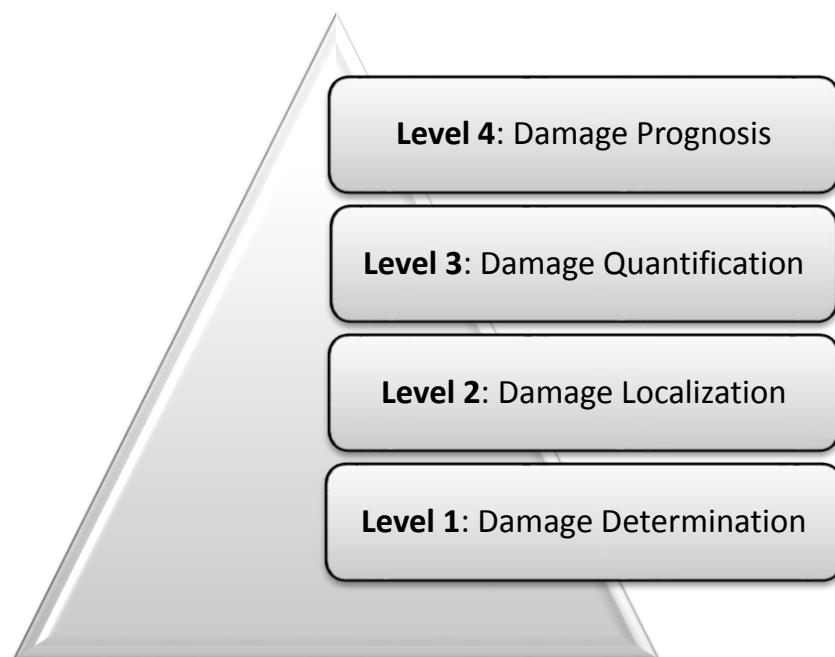 Level 4: Damage Prognosis
Level 3: Damage Quantification
Level 2: Damage Localization
Level 1: Damage Determination